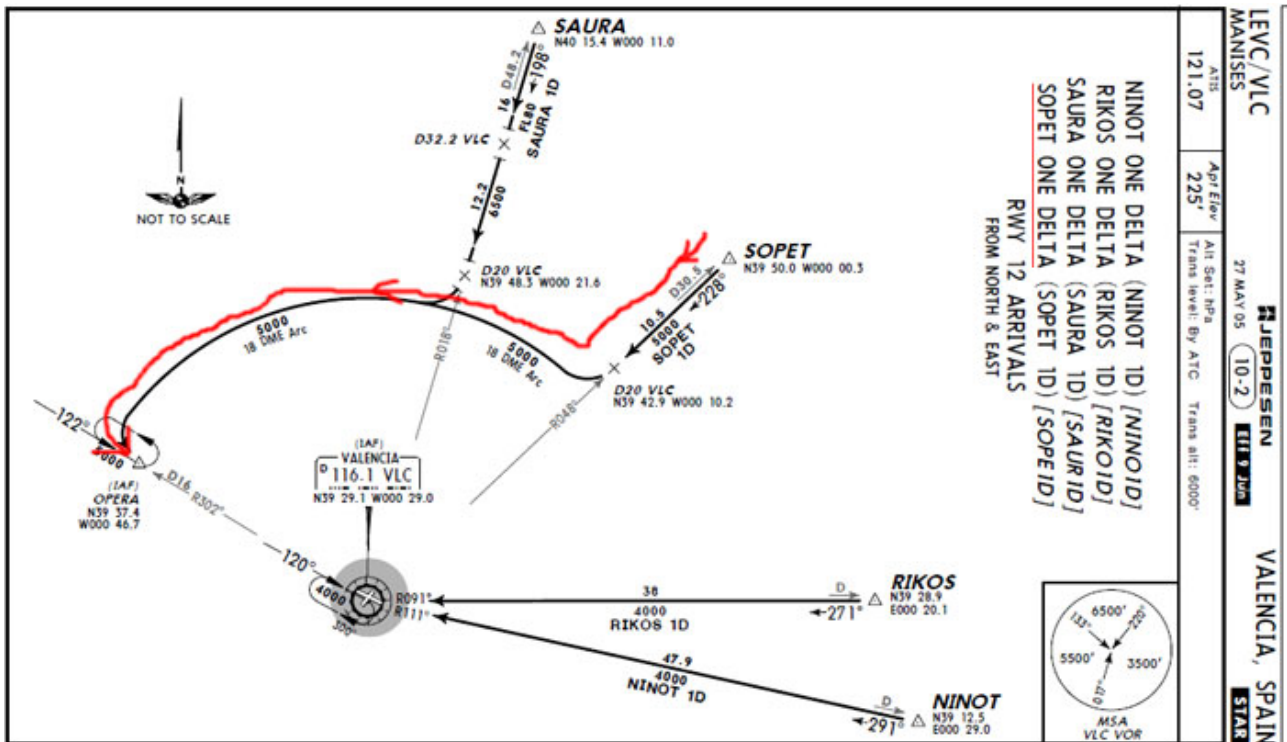 LEVC/VLC
MANISES
JEPPESEN
27 MAY 05
10-2
Eff 9 Jun
VALENCIA, SPAIN
STAR
ATIS
121.07
Apt Elev
225'
Alt Set: hPa
Trans level: By ATC Trans alt: 6000'
NINOT ONE DELTA (NINOT 1D) [NINO1D]
RIKOS ONE DELTA (RIKOS 1D) [RIKO1D]
SAURA ONE DELTA (SAURA 1D) [SAUR1D]
SOPET ONE DELTA (SOPET 1D) [SOPE1D]
RWY 12 ARRIVALS
FROM NORTH & EAST
SAURA
N40 15.4 W000 11.0
D48.2
198°
16
FL80
SAURA 1D
D32.2 VLC
12.2
6500
D20 VLC
N39 48.3 W000 21.6
R018°
N
NOT TO SCALE
SOPET
N39 50.0 W000 00.3
D30.5
228°
10.5
5000
SOPET
1D
D20 VLC
N39 42.9 W000 10.2
R048°
5000
18 DME Arc
5000
18 DME Arc
122°
5000
(IAF)
OPERA
N39 37.4
W000 46.7
D16
R302°
120°
(IAF)
VALENCIA
D 116.1 VLC
N39 29.1 W000 29.0
4000
300°
R091°
R111°
38
4000
RIKOS 1D
D
271°
RIKOS
N39 28.9
E000 20.1
47.9
4000
NINOT 1D
D
291°
NINOT
N39 12.5
E000 29.0
6500'
133°
220°
5500'
3500'
MSA
VLC VOR